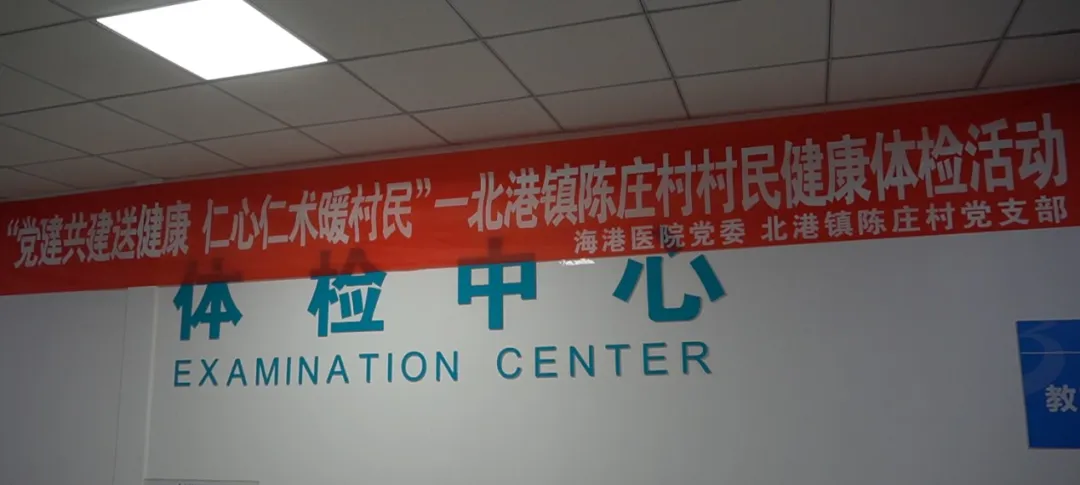 “党建共建送健康 仁心仁术暖村民”—北港镇陈庄村村民健康体检活动
海港医院党委 北港镇陈庄村党支部
体检中心
EXAMINATION CENTER
教